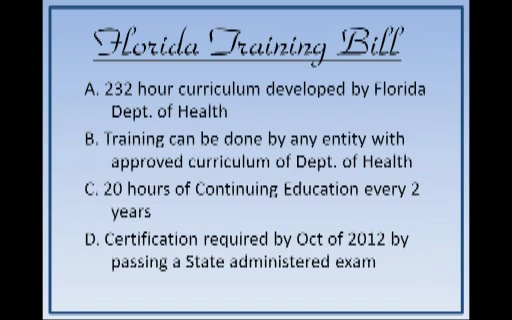 Florida Training Bill
A. 232 hour curriculum developed by Florida
Dept. of Health
B. Training can be done by any entity with
approved curriculum of Dept. of Health
C. 20 hours of Continuing Education every 2
years
D. Certification required by Oct of 2012 by
passing a State administered exam